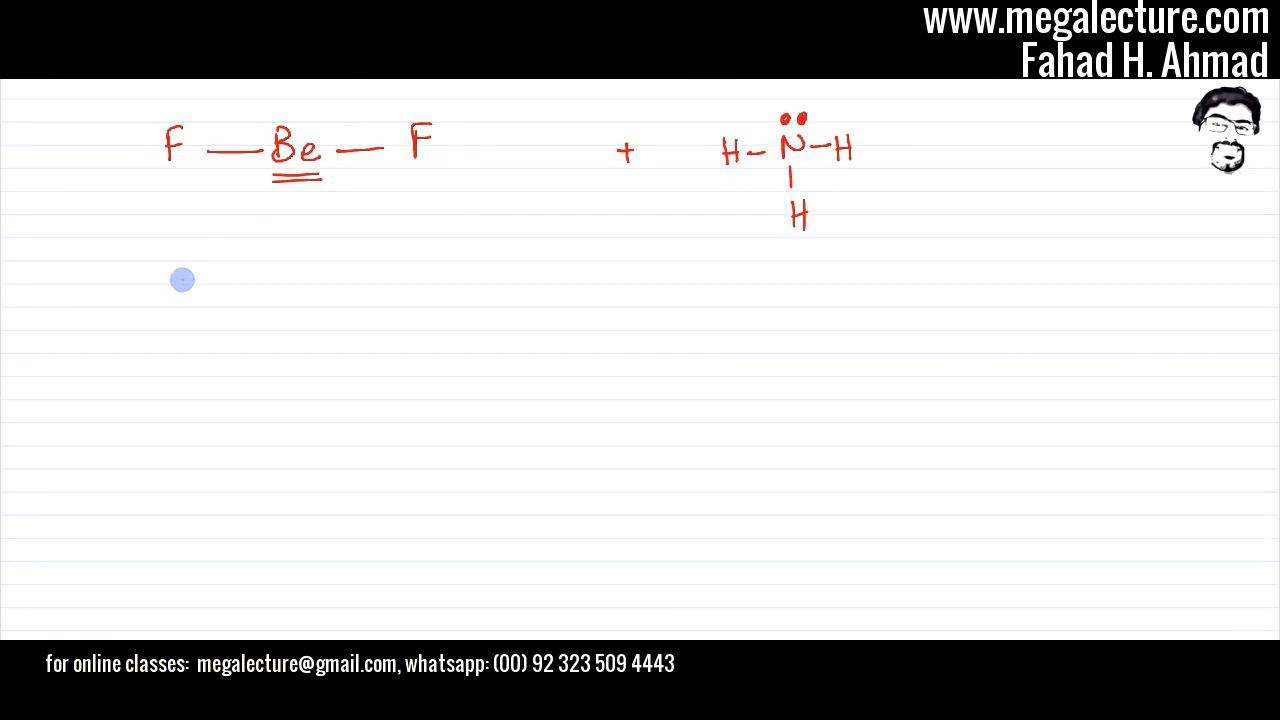 www.megalecture.com
Fahad H. Ahmad
F — Be — F + H - N - H
|
H
for online classes: megalecture@gmail.com, whatsapp: (00) 92 323 509 4443